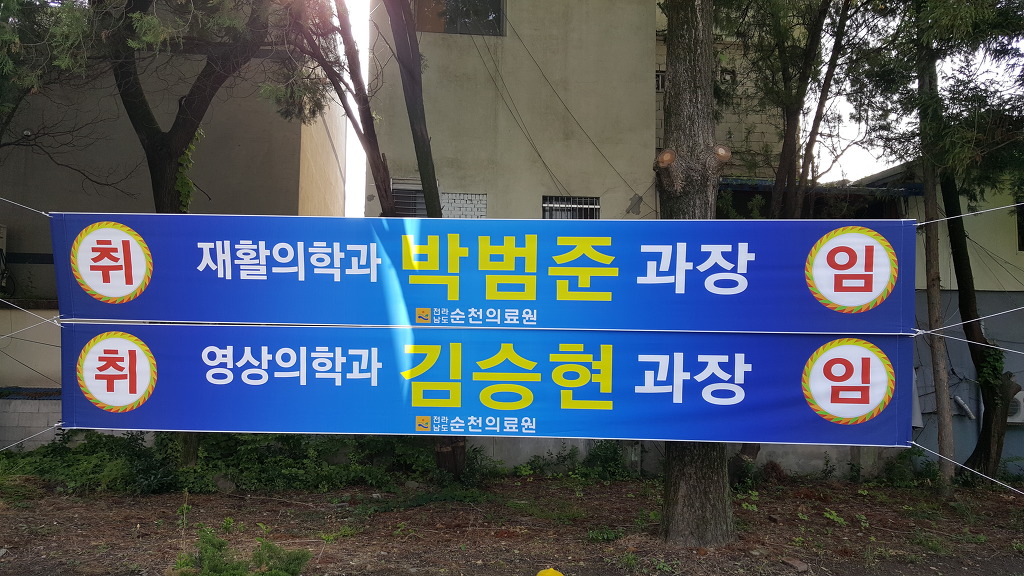 취 재활의학과 박범준 과장 임
전라남도 순천의료원
취 영상의학과 김승현 과장 임
전라남도 순천의료원